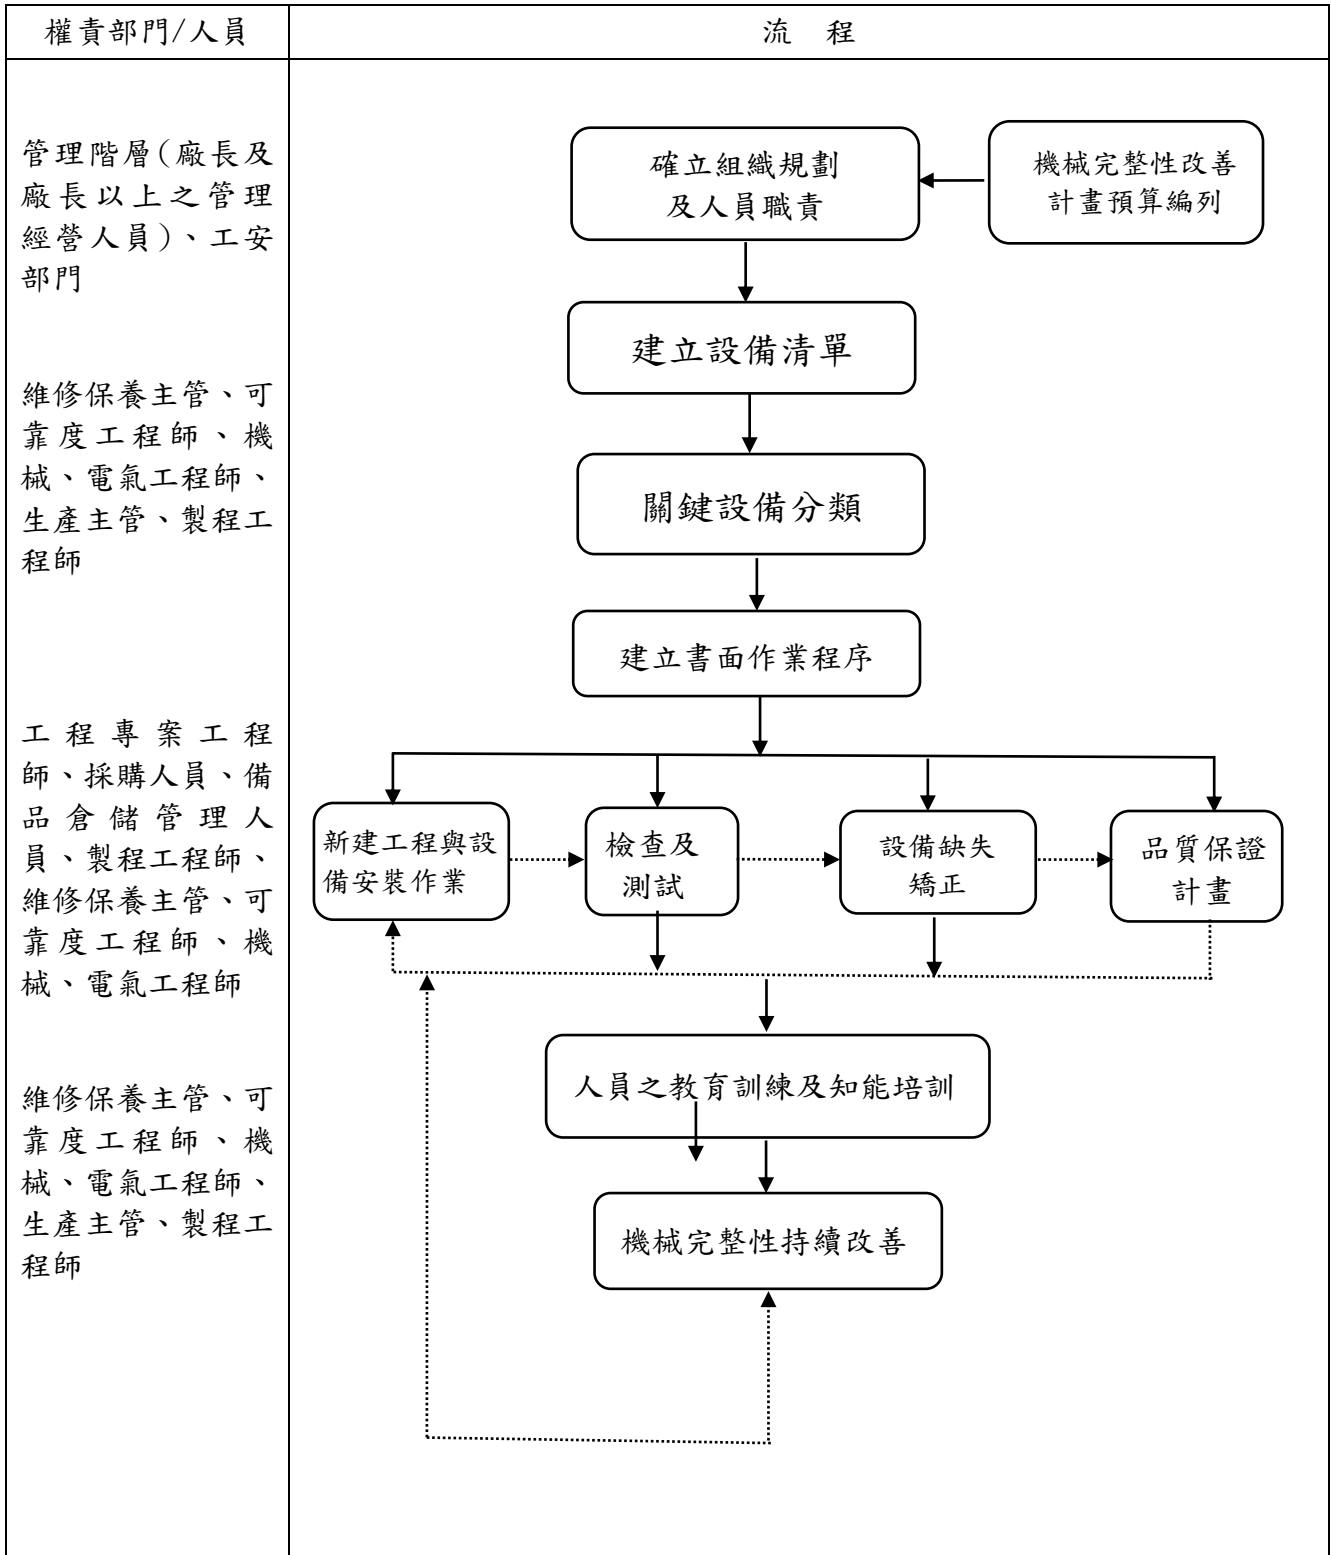 權責部門/人員
流 程
管理階層(廠長及
廠長以上之管理
經營人員)、工安
部門
確立組織規劃
及人員職責
機械完整性改善
計畫預算編列
建立設備清單
維修保養主管、可
靠度工程師、機
械、電氣工程師、
生產主管、製程工
程師
關鍵設備分類
建立書面作業程序
工程專案工程
師、採購人員、備
品倉儲管理人
員、製程工程師、
維修保養主管、可
靠度工程師、機
械、電氣工程師
新建工程與設
備安裝作業
檢查及
測試
設備缺失
矯正
品質保證
計畫
人員之教育訓練及知能培訓
維修保養主管、可
靠度工程師、機
械、電氣工程師、
生產主管、製程工
程師
機械完整性持續改善